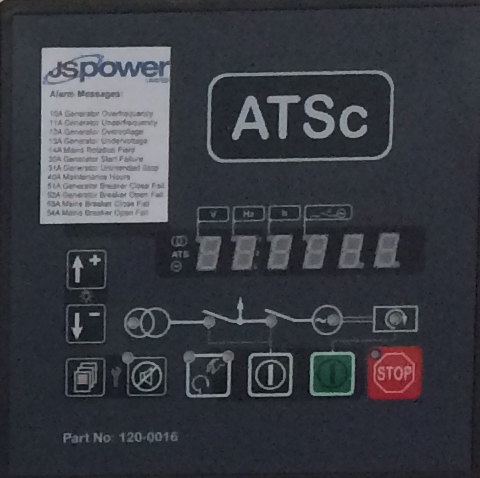 JSpower
LIMITED
Alarm Messages:
10A Generator Overfrequency
11A Generator Underfrequency
12A Generator Overvoltage
13A Generator Undervoltage
14A Mains Rotation Field
30A Generator Start Failure
31A Generator Unintended Stop
40A Maintenance Hours
51A Generator Breaker Close Fail
52A Generator Breaker Open Fail
53A Mains Breaker Close Fail
54A Mains Breaker Open Fail
ATSc
V Hz h
ATS
STOP
Part No: 120-0016